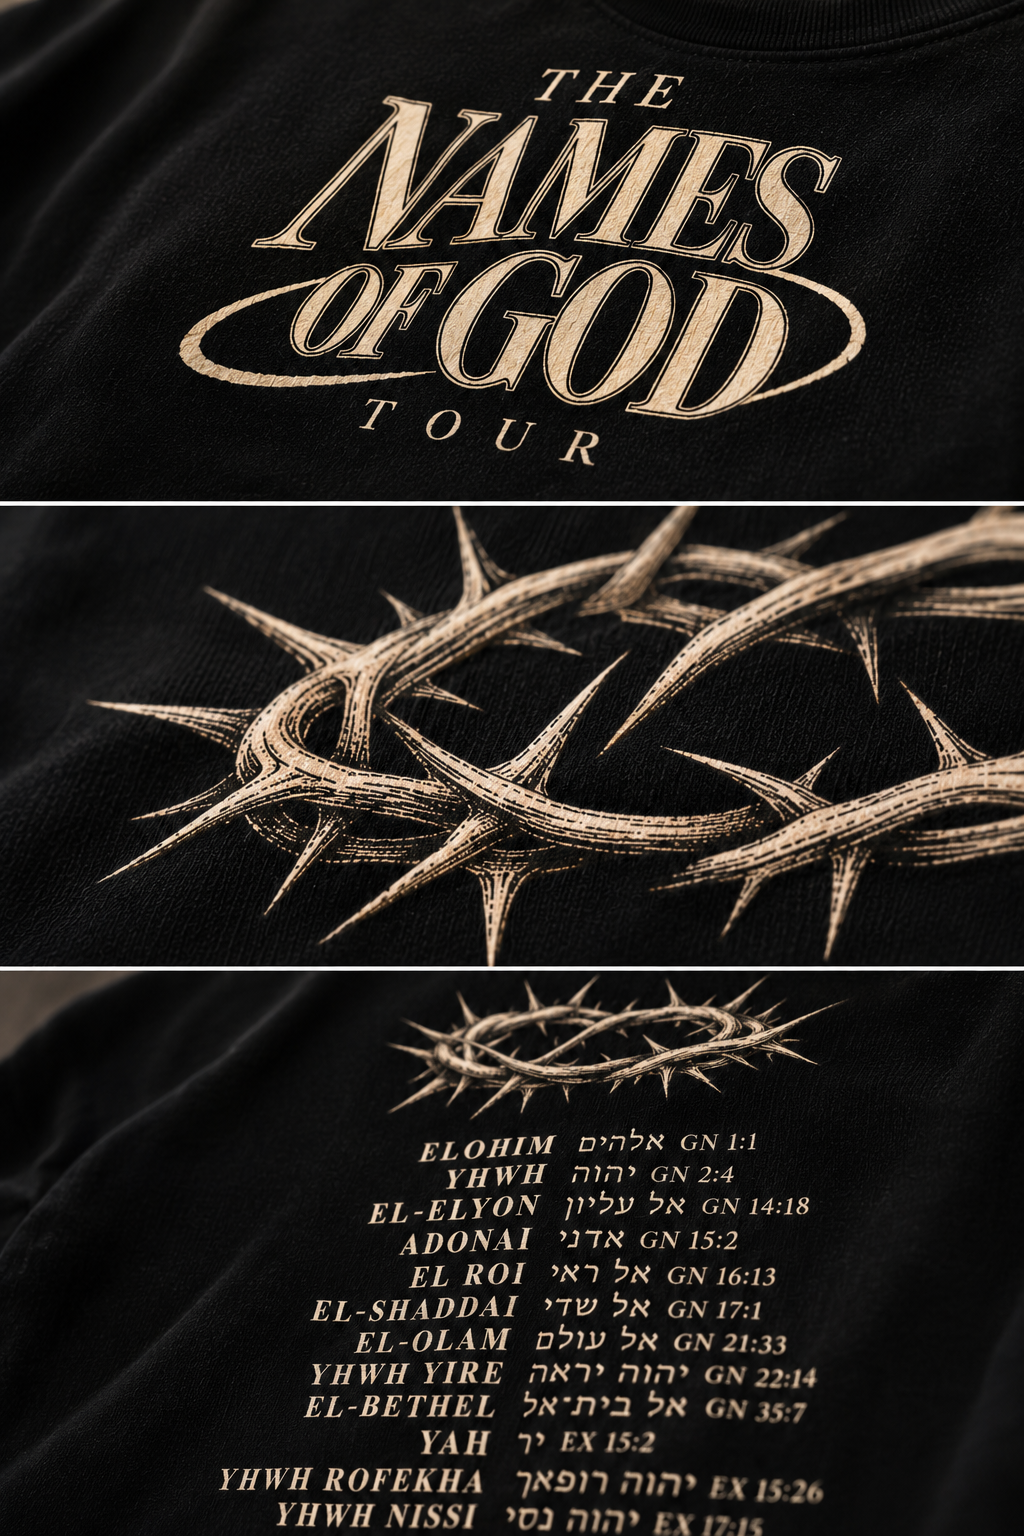 THE
NAMES
OF GOD
TOUR
ELOHIM אלהים GN 1:1
YHWH יהוה GN 2:4
EL-ELYON אל עליון GN 14:18
ADONAI אדני GN 15:2
EL ROI אל ראי GN 16:13
EL-SHADDAI אל שדי GN 17:1
EL-OLAM אל עולם GN 21:33
YHWH YIRE יהוה יראה GN 22:14
EL-BETHEL אל בית־אל GN 35:7
YAH יר EX 15:2
YHWH ROFEKHA יהוה רופאך EX 15:26
YHWH NISSI יהוה נסי EX 17:15